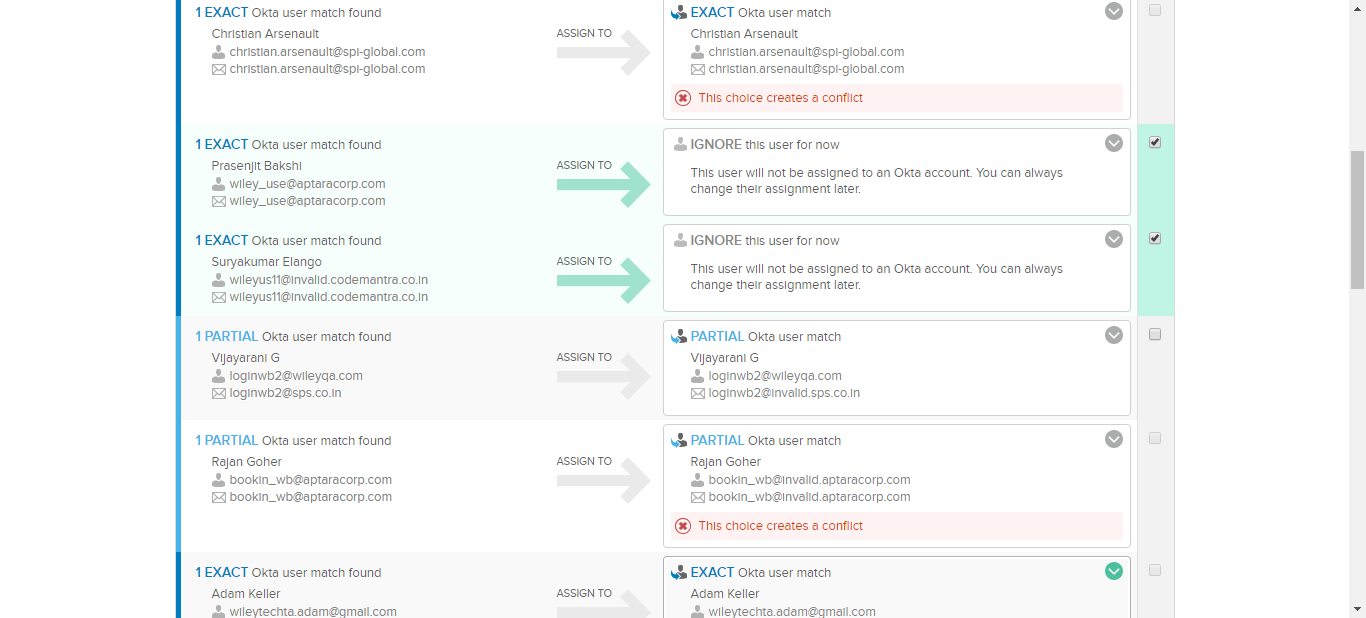 1 EXACT Okta user match found
Christian Arsenault
christian.arsenault@spi-global.com
christian.arsenault@spi-global.com
ASSIGN TO
EXACT Okta user match
Christian Arsenault
christian.arsenault@spi-global.com
christian.arsenault@spi-global.com
This choice creates a conflict
1 EXACT Okta user match found
Prasenjit Bakshi
wiley_use@aptaracorp.com
wiley_use@aptaracorp.com
ASSIGN TO
IGNORE this user for now
This user will not be assigned to an Okta account. You can always
change their assignment later.
1 EXACT Okta user match found
Suryakumar Elango
wileyus11@invalid.codemantra.co.in
wileyus11@invalid.codemantra.co.in
ASSIGN TO
IGNORE this user for now
This user will not be assigned to an Okta account. You can always
change their assignment later.
1 PARTIAL Okta user match found
Vijayarani G
loginwb2@wileyqa.com
loginwb2@sps.co.in
ASSIGN TO
PARTIAL Okta user match
Vijayarani G
loginwb2@wileyqa.com
loginwb2@invalid.sps.co.in
1 PARTIAL Okta user match found
Rajan Goher
bookin_wb@aptaracorp.com
bookin_wb@aptaracorp.com
ASSIGN TO
PARTIAL Okta user match
Rajan Goher
bookin_wb@invalid.aptaracorp.com
bookin_wb@invalid.aptaracorp.com
This choice creates a conflict
1 EXACT Okta user match found
Adam Keller
wileytechta.adam@gmail.com
ASSIGN TO
EXACT Okta user match
Adam Keller
wileytechta.adam@gmail.com